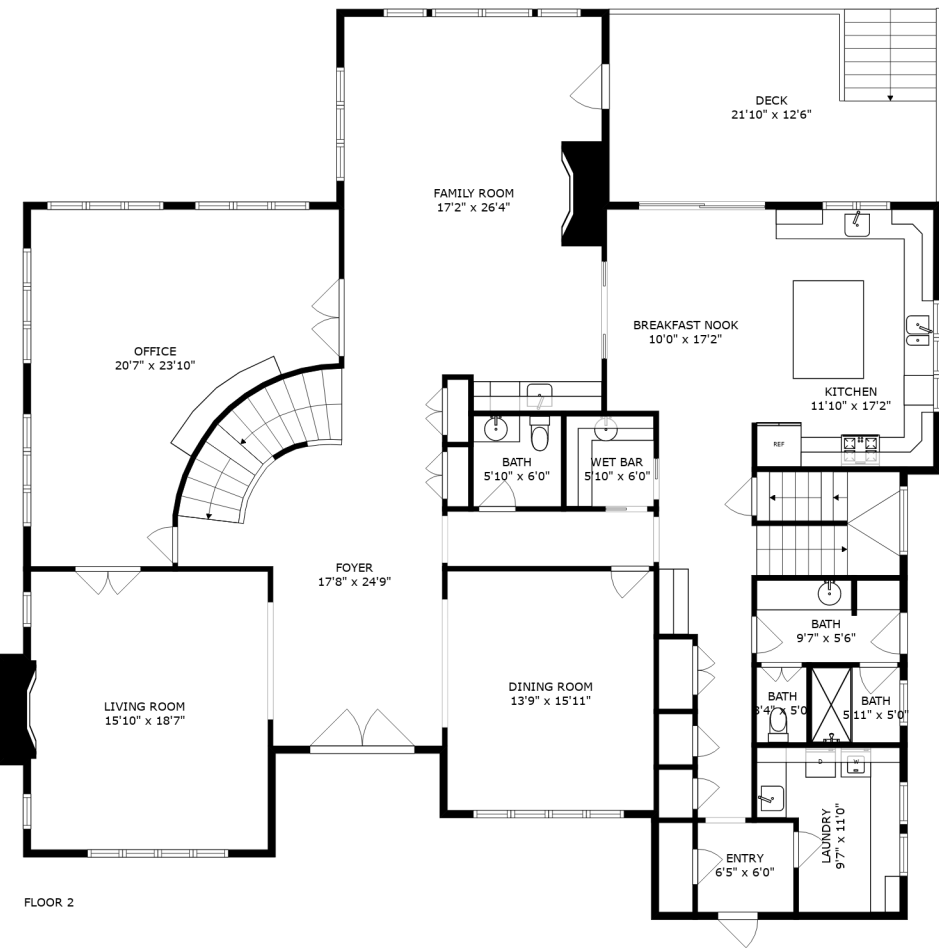 DECK
21'10" x 12'6"
FAMILY ROOM
17'2" x 26'4"
BREAKFAST NOOK
10'0" x 17'2"
OFFICE
20'7" x 23'10"
KITCHEN
11'10" x 17'2"
REF
BATH
5'10" x 6'0"
WET BAR
5'10" x 6'0"
FOYER
17'8" x 24'9"
BATH
9'7" x 5'6"
LIVING ROOM
15'10" x 18'7"
DINING ROOM
13'9" x 15'11"
BATH
3'4" x 5'0"
BATH
5'11" x 5'0"
D
W
LAUNDRY
9'7" x 11'0"
ENTRY
6'5" x 6'0"
FLOOR 2